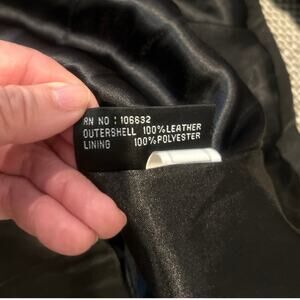 RN NO : 106632
OUTERSHELL 100%LEATHER
LINING 100%POLYESTER